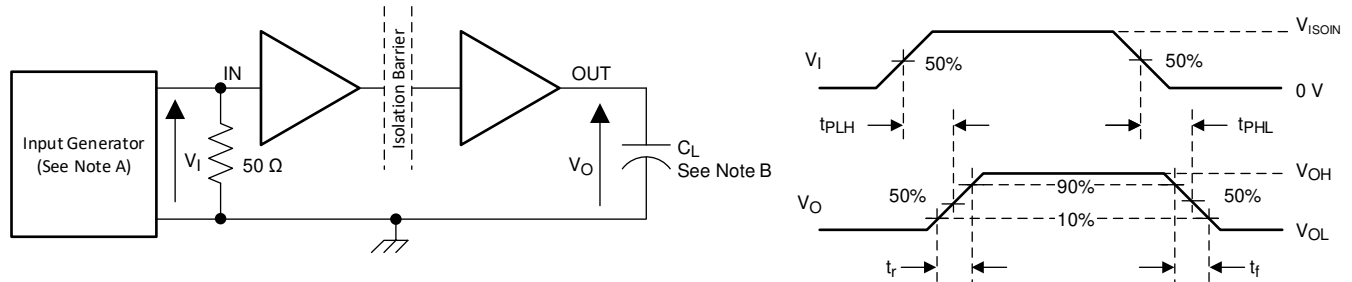 Input Generator
(See Note A)
IN
V_I
50 Ω
Isolation Barrier
OUT
V_O
C_L
See Note B
V_I
50%
50%
V_ISOIN
0 V
t_PLH
t_PHL
V_O
50%
90%
10%
50%
V_OH
V_OL
t_r
t_f